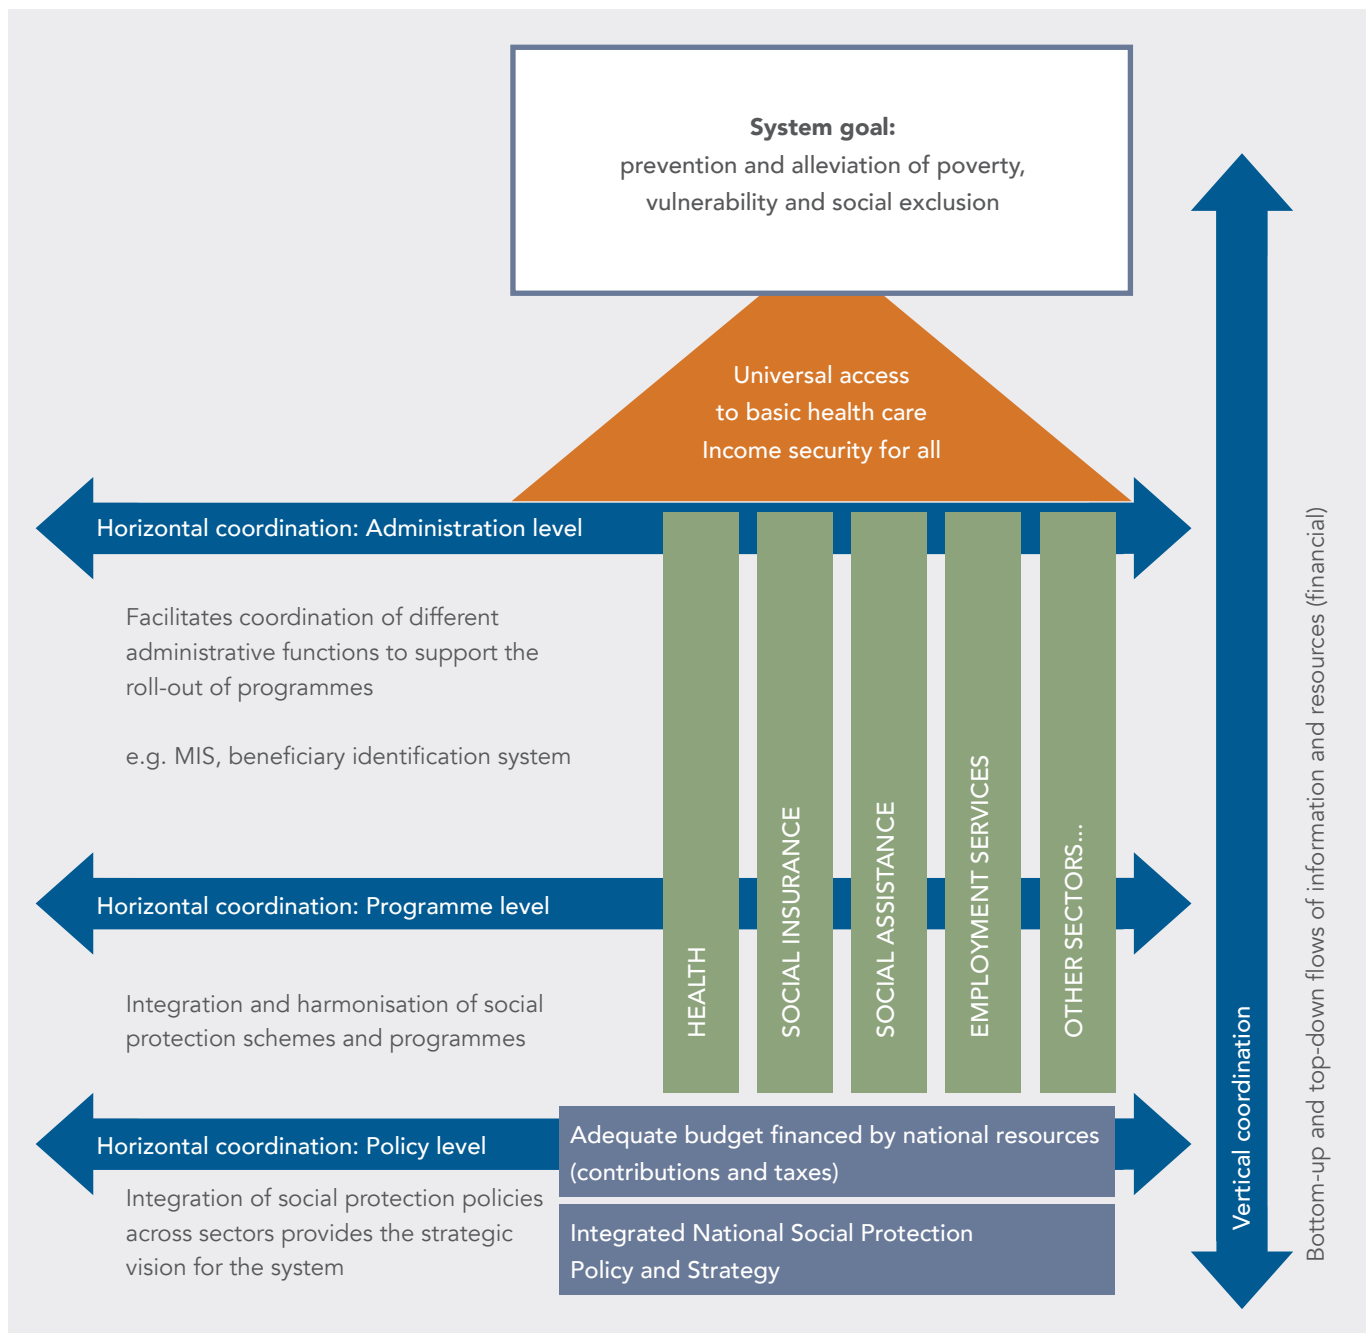 System goal:
prevention and alleviation of poverty,
vulnerability and social exclusion
Universal access
to basic health care
Income security for all
Horizontal coordination: Administration level
Facilitates coordination of different
administrative functions to support the
roll-out of programmes
e.g. MIS, beneficiary identification system
Horizontal coordination: Programme level
Integration and harmonisation of social
protection schemes and programmes
HEALTH
SOCIAL INSURANCE
SOCIAL ASSISTANCE
EMPLOYMENT SERVICES
OTHER SECTORS...
Horizontal coordination: Policy level
Integration of social protection policies
across sectors provides the strategic
vision for the system
Adequate budget financed by national resources
(contributions and taxes)
Integrated National Social Protection
Policy and Strategy
Vertical coordination
Bottom-up and top-down flows of information and resources (financial)